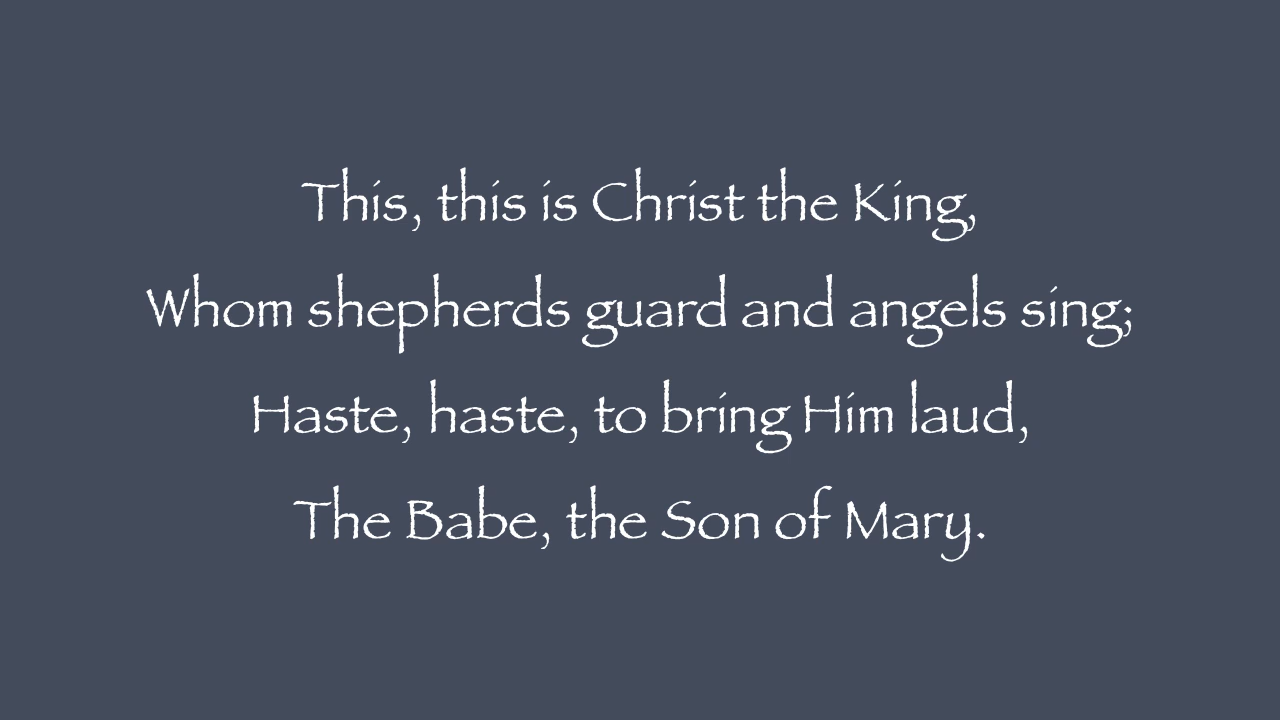 This, this is Christ the King,
Whom shepherds guard and angels sing;
Haste, haste, to bring Him laud,
The Babe, the Son of Mary.